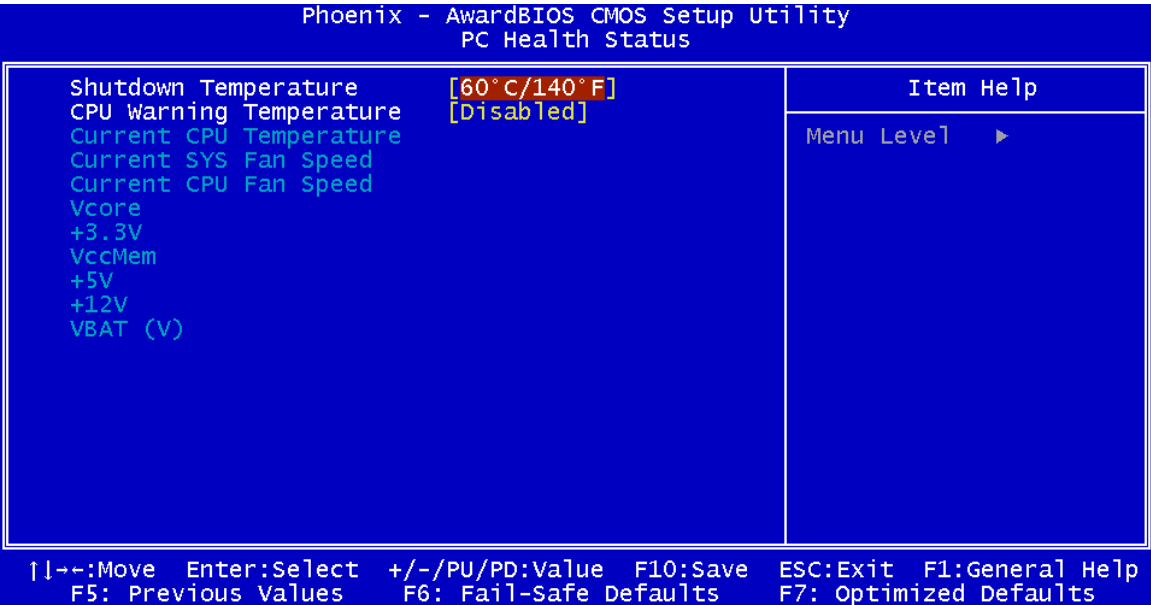 Phoenix - AwardBIOS CMOS Setup Utility
PC Health Status
Shutdown Temperature [60°C/140°F]
CPU Warning Temperature [Disabled]
Current CPU Temperature
Current SYS Fan Speed
Current CPU Fan Speed
Vcore
+3.3V
VccMem
+5V
+12V
VBAT (V)
Item Help
Menu Level ►
↑↓→←:Move Enter:Select +/-/PU/PD:Value F10:Save ESC:Exit F1:General Help
F5: Previous Values F6: Fail-Safe Defaults F7: Optimized Defaults